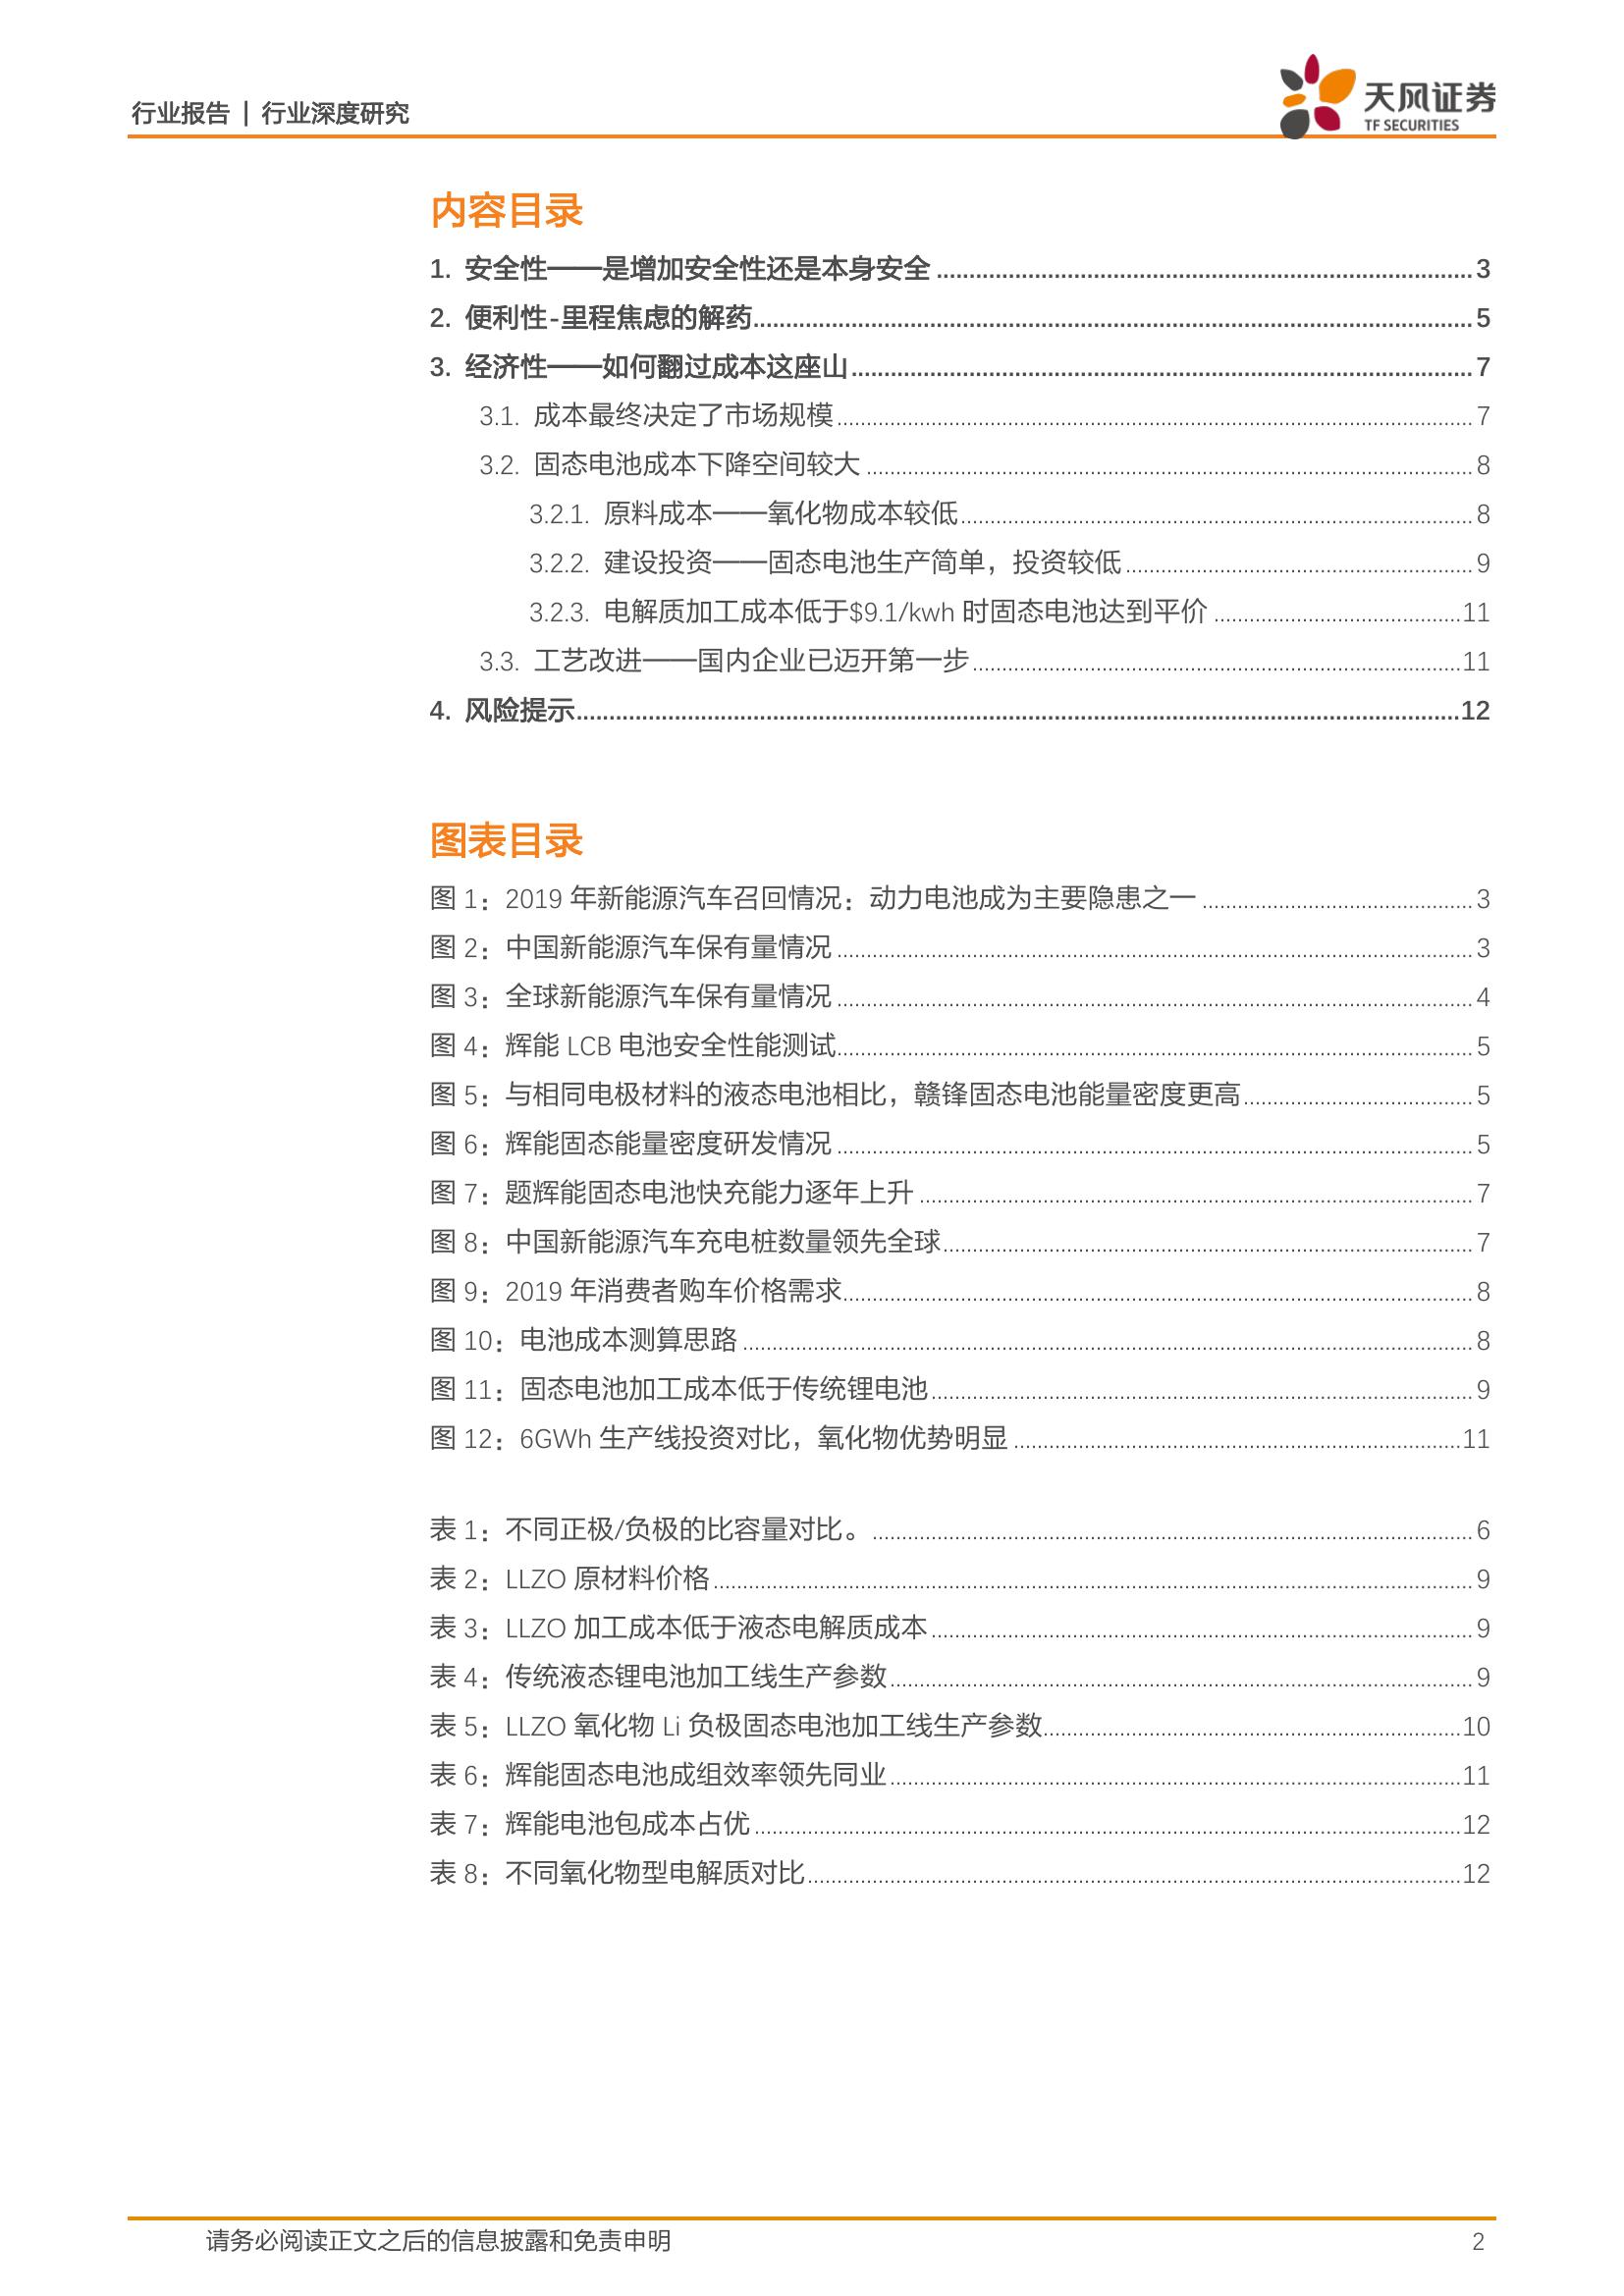 行业报告 | 行业深度研究
天风证券
TF SECURITIES
内容目录
1. 安全性——是增加安全性还是本身安全 ........ 3
2. 便利性-里程焦虑的解药 ........ 5
3. 经济性——如何翻过成本这座山 ........ 7
3.1. 成本最终决定了市场规模 ........ 7
3.2. 固态电池成本下降空间较大 ........ 8
3.2.1. 原料成本——氧化物成本较低 ........ 8
3.2.2. 建设投资——固态电池生产简单，投资较低 ........ 9
3.2.3. 电解质加工成本低于$9.1/kwh 时固态电池达到平价 ........ 11
3.3. 工艺改进——国内企业已迈开第一步 ........ 11
4. 风险提示 ........ 12
图表目录
图 1：2019 年新能源汽车召回情况：动力电池成为主要隐患之一 ........ 3
图 2：中国新能源汽车保有量情况 ........ 3
图 3：全球新能源汽车保有量情况 ........ 4
图 4：辉能 LCB 电池安全性能测试 ........ 5
图 5：与相同电极材料的液态电池相比，赣锋固态电池能量密度更高 ........ 5
图 6：辉能固态能量密度研发情况 ........ 5
图 7：题辉能固态电池快充能力逐年上升 ........ 7
图 8：中国新能源汽车充电桩数量领先全球 ........ 7
图 9：2019 年消费者购车价格需求 ........ 8
图 10：电池成本测算思路 ........ 8
图 11：固态电池加工成本低于传统锂电池 ........ 9
图 12：6GWh 生产线投资对比，氧化物优势明显 ........ 11
表 1：不同正极/负极的比容量对比。 ........ 6
表 2：LLZO 原材料价格 ........ 9
表 3：LLZO 加工成本低于液态电解质成本 ........ 9
表 4：传统液态锂电池加工线生产参数 ........ 9
表 5：LLZO 氧化物 Li 负极固态电池加工线生产参数 ........ 10
表 6：辉能固态电池成组效率领先同业 ........ 11
表 7：辉能电池包成本占优 ........ 12
表 8：不同氧化物型电解质对比 ........ 12
请务必阅读正文之后的信息披露和免责申明
2